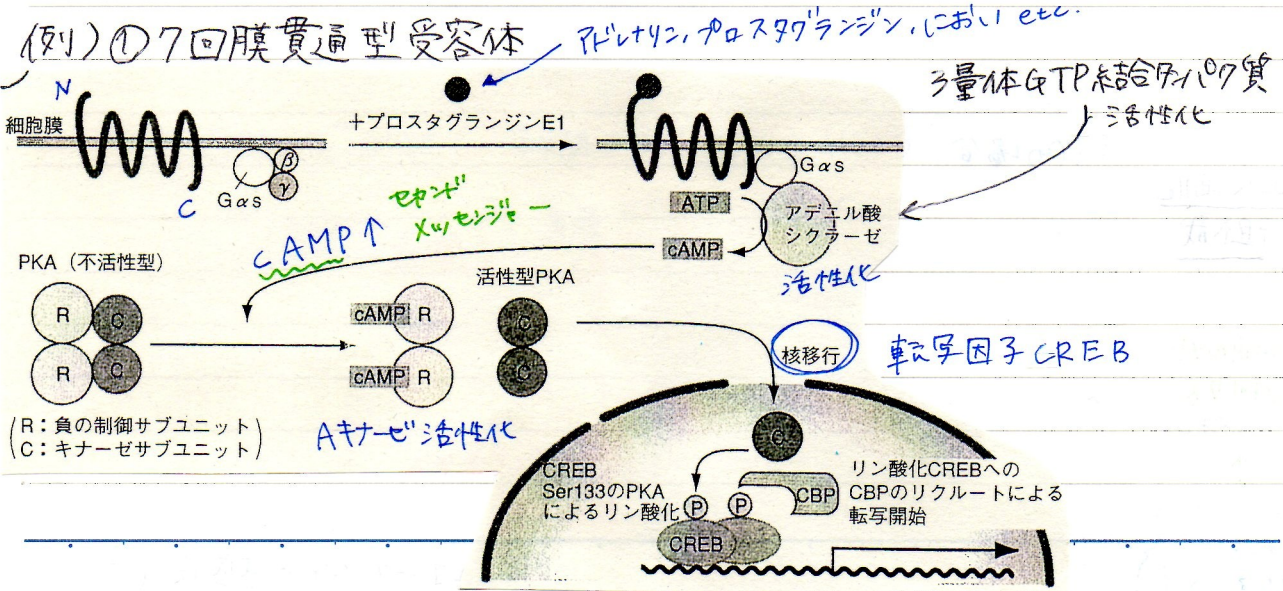 例) ① 7回膜貫通型受容体
アドレナリン, プロスタグランジン, におい etc.
3量体GTP結合タンパク質
活性化
N
細胞膜
+プロスタグランジンE1
β
γ
Gαs
C
Gαs
ATP
アデニル酸
シクラーゼ
cAMP
活性化
セカンド
メッセンジャー
cAMP↑
PKA（不活性型）
活性型PKA
R
C
R
C
cAMP
R
cAMP
R
C
C
核移行
転写因子CREB
R：負の制御サブユニット
C：キナーゼサブユニット
Aキナーゼ活性化
C
CREB
Ser133のPKA
によるリン酸化
P
P
CBP
CREB
リン酸化CREBへの
CBPのリクルートによる
転写開始